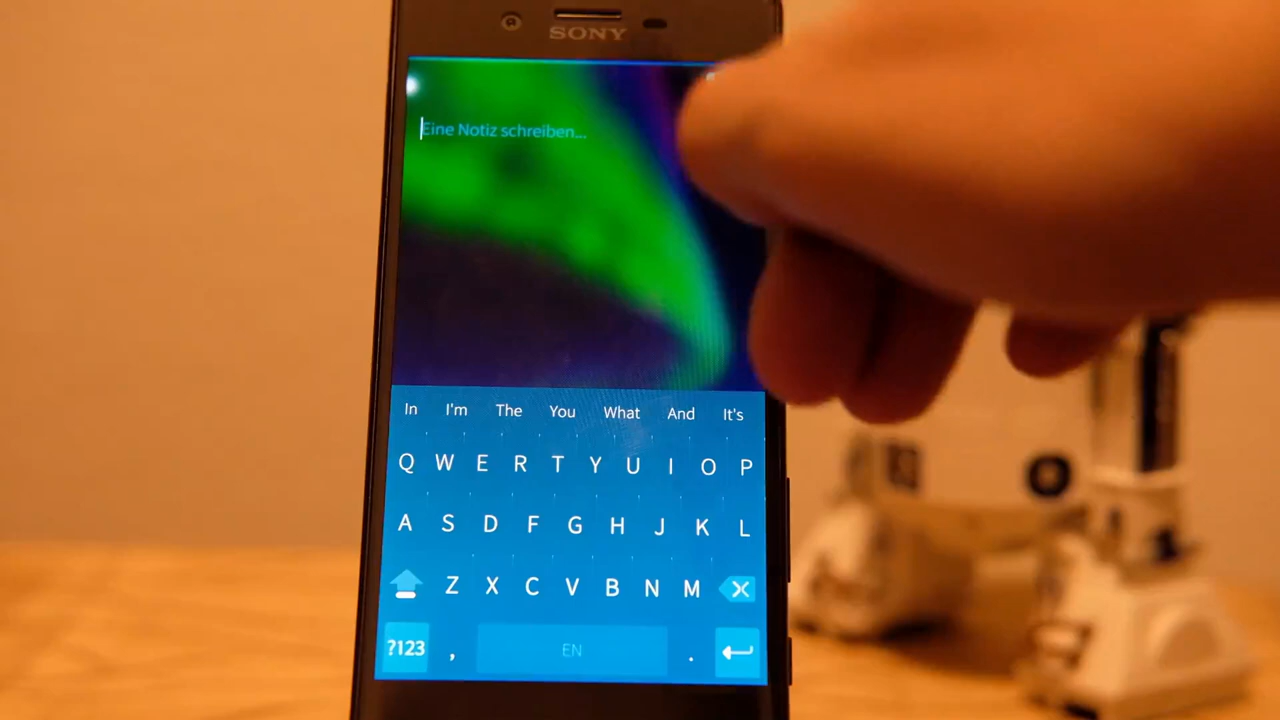 SONY
Eine Notiz schreiben...
In I'm The You What And It's
Q W E R T Y U I O P
A S D F G H J K L
Z X C V B N M
?123 , EN .